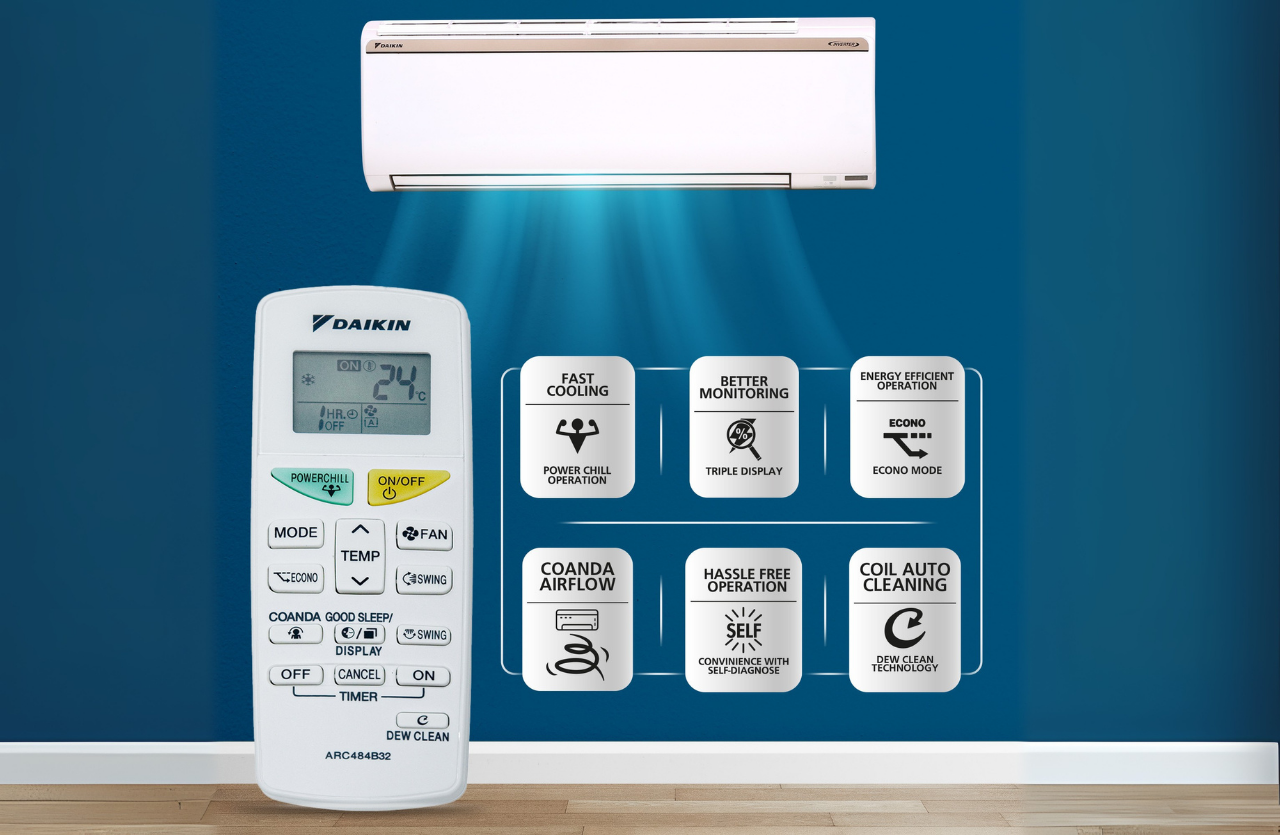 DAIKIN
INVERTER
DAIKIN
ON
24°C
1HR.
OFF
A
POWERCHILL
ON/OFF
MODE
TEMP
FAN
ECONO
SWING
COANDA GOOD SLEEP/
/
SWING
DISPLAY
OFF
CANCEL
ON
TIMER
C
DEW CLEAN
ARC484B32
FAST
COOLING
POWER CHILL
OPERATION
BETTER
MONITORING
%
TRIPLE DISPLAY
ENERGY EFFICIENT
OPERATION
ECONO
ECONO MODE
COANDA
AIRFLOW
HASSLE FREE
OPERATION
SELF
CONVINIENCE WITH
SELF-DIAGNOSE
COIL AUTO
CLEANING
DEW CLEAN
TECHNOLOGY